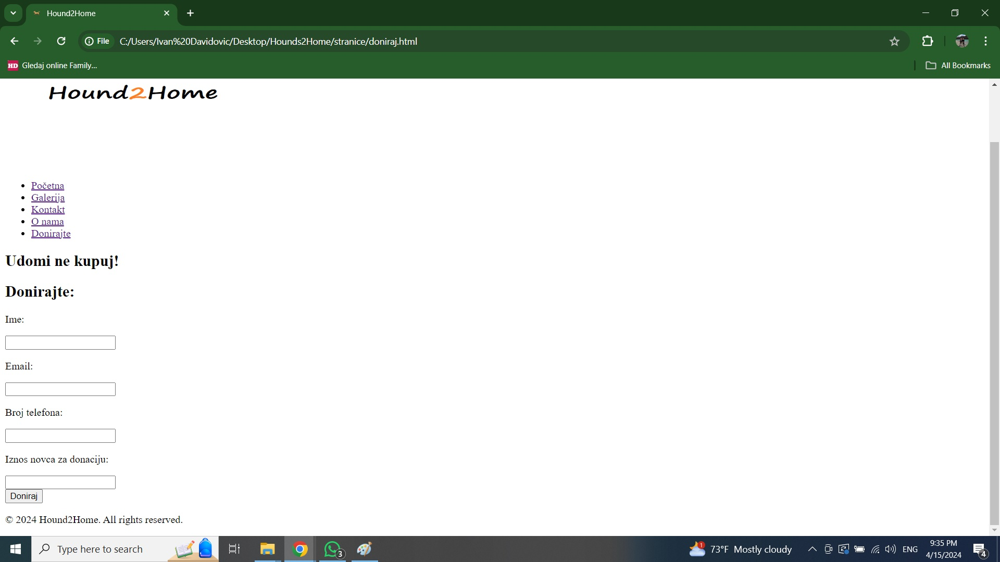 Hound2Home
File
C:/Users/Ivan%20Davidovic/Desktop/Hounds2Home/stranice/doniraj.html
HD Gledaj online Family...
All Bookmarks
Hound2Home
Početna
Galerija
Kontakt
O nama
Donirajte
Udomi ne kupuj!
Donirajte:
Ime:
Email:
Broj telefona:
Iznos novca za donaciju:
Doniraj
© 2024 Hound2Home. All rights reserved.
Type here to search
3
1
73°F Mostly cloudy
ENG
9:35 PM
4/15/2024
4